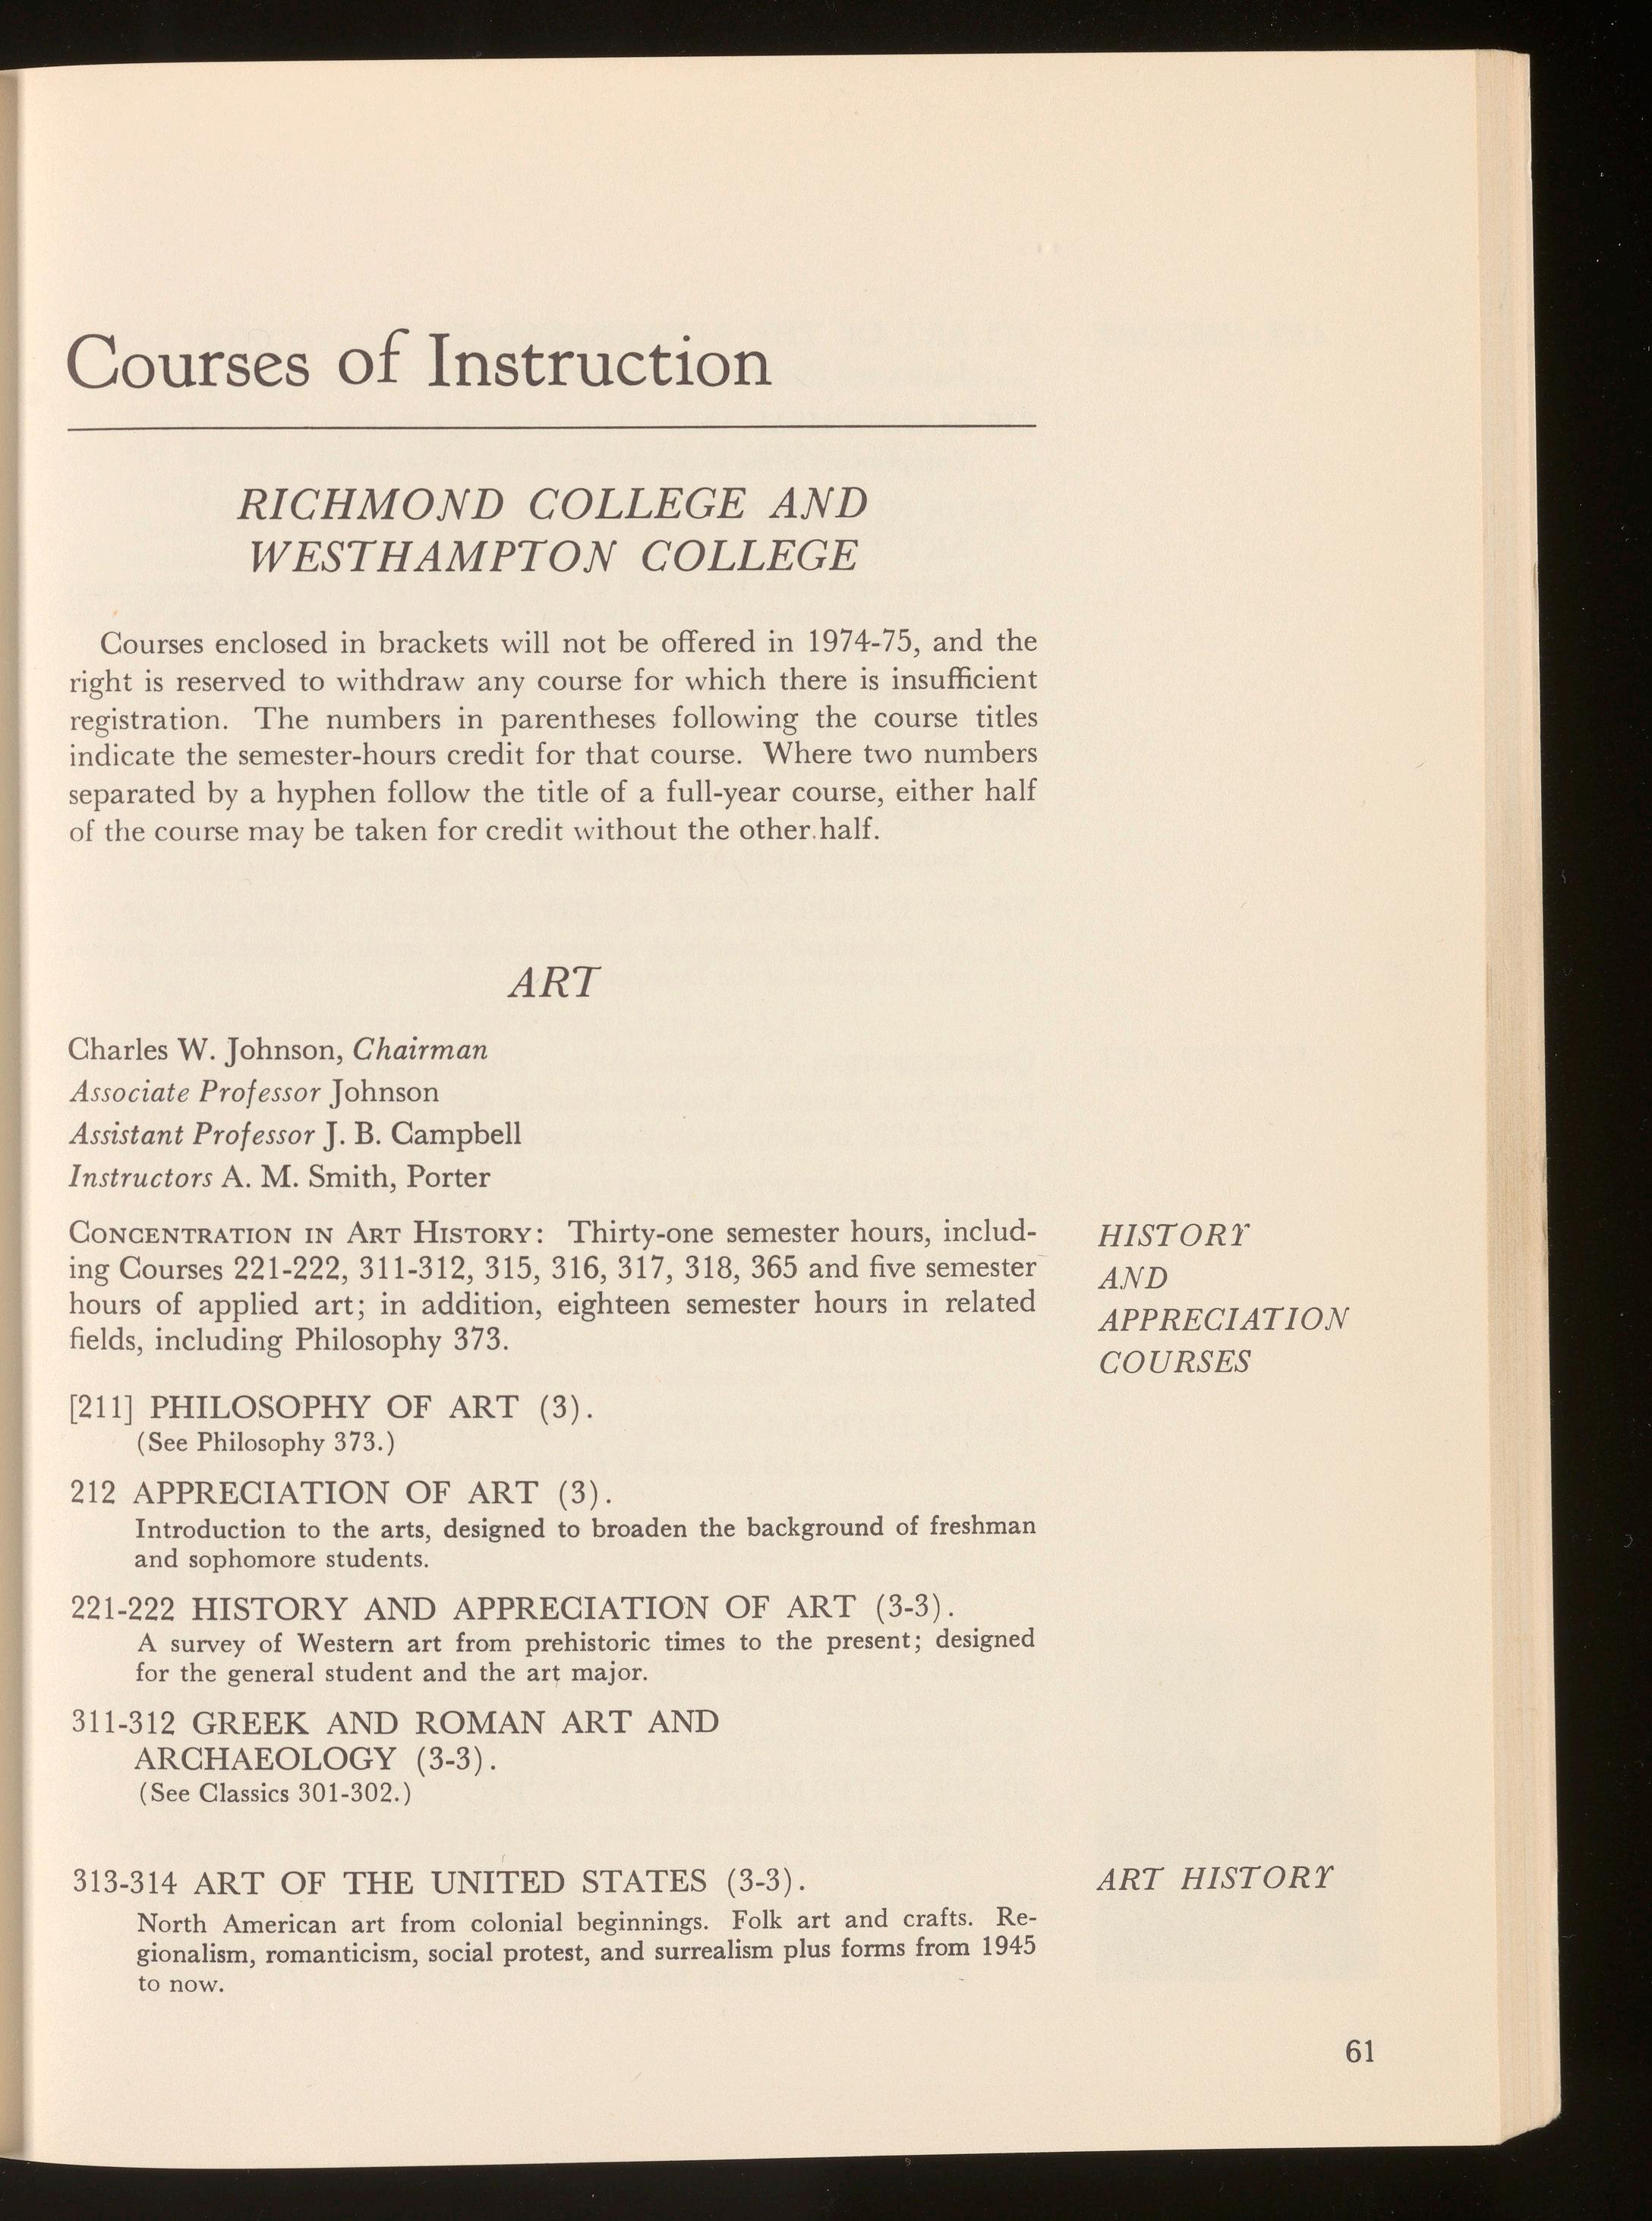 Courses of Instruction
RICHMOND COLLEGE AND
WESTHAMPTON COLLEGE
Courses enclosed in brackets will not be offered in 1974-75, and the
right is reserved to withdraw any course for which there is insufficient
registration. The numbers in parentheses following the course titles
indicate the semester-hours credit for that course. Where two numbers
separated by a hyphen follow the title of a full-year course, either half
of the course may be taken for credit without the other half.
ART
Charles W. Johnson, Chairman
Associate Professor Johnson
Assistant Professor J. B. Campbell
Instructors A. M. Smith, Porter
CONCENTRATION IN ART HISTORY: Thirty-one semester hours, includ-
ing Courses 221-222, 311-312, 315, 316, 317, 318, 365 and five semester
hours of applied art; in addition, eighteen semester hours in related
fields, including Philosophy 373.
HISTORY
AND
APPRECIATION
COURSES
[211] PHILOSOPHY OF ART (3).
(See Philosophy 373.)
212 APPRECIATION OF ART (3).
Introduction to the arts, designed to broaden the background of freshman
and sophomore students.
221-222 HISTORY AND APPRECIATION OF ART (3-3).
A survey of Western art from prehistoric times to the present; designed
for the general student and the art major.
311-312 GREEK AND ROMAN ART AND
ARCHAEOLOGY (3-3).
(See Classics 301-302.)
313-314 ART OF THE UNITED STATES (3-3).
ART HISTORY
North American art from colonial beginnings. Folk art and crafts. Re-
gionalism, romanticism, social protest, and surrealism plus forms from 1945
to now.
61